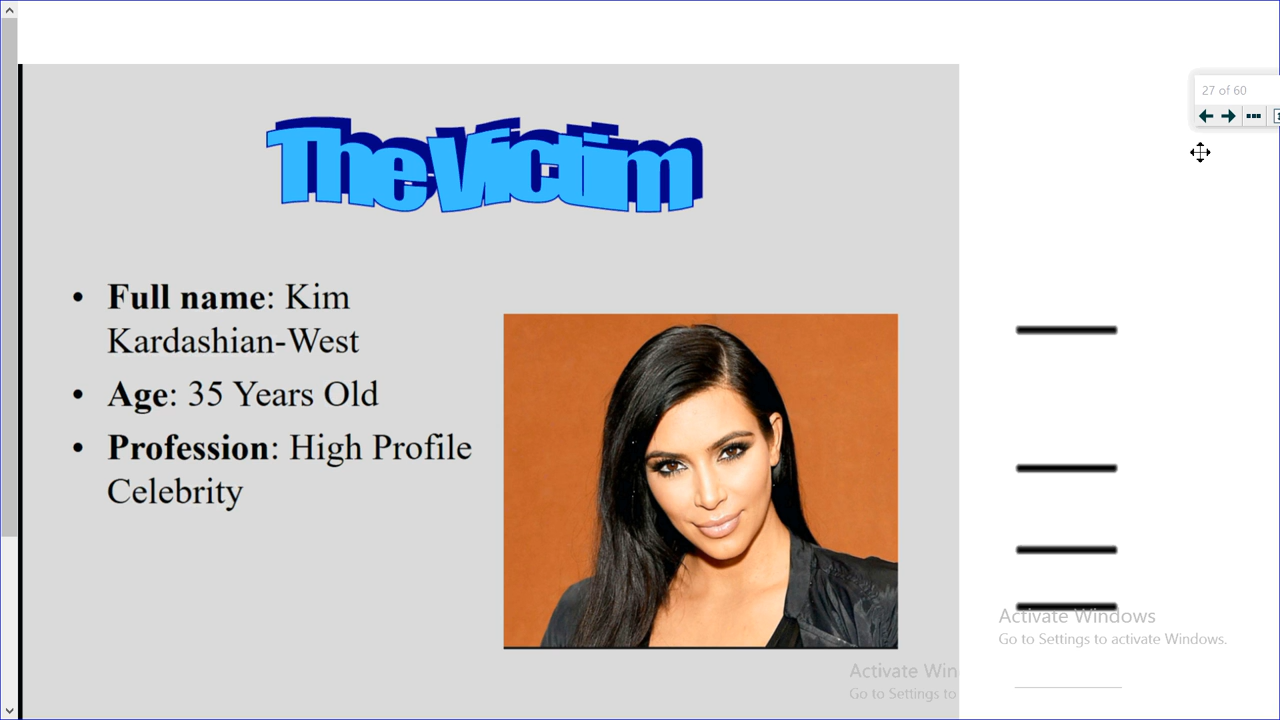 27 of 60
The Victim
• Full name: Kim
Kardashian-West
• Age: 35 Years Old
• Profession: High Profile
Celebrity
Activate Windows
Go to Settings to activate Windows.
Activate Win
Go to Settings to